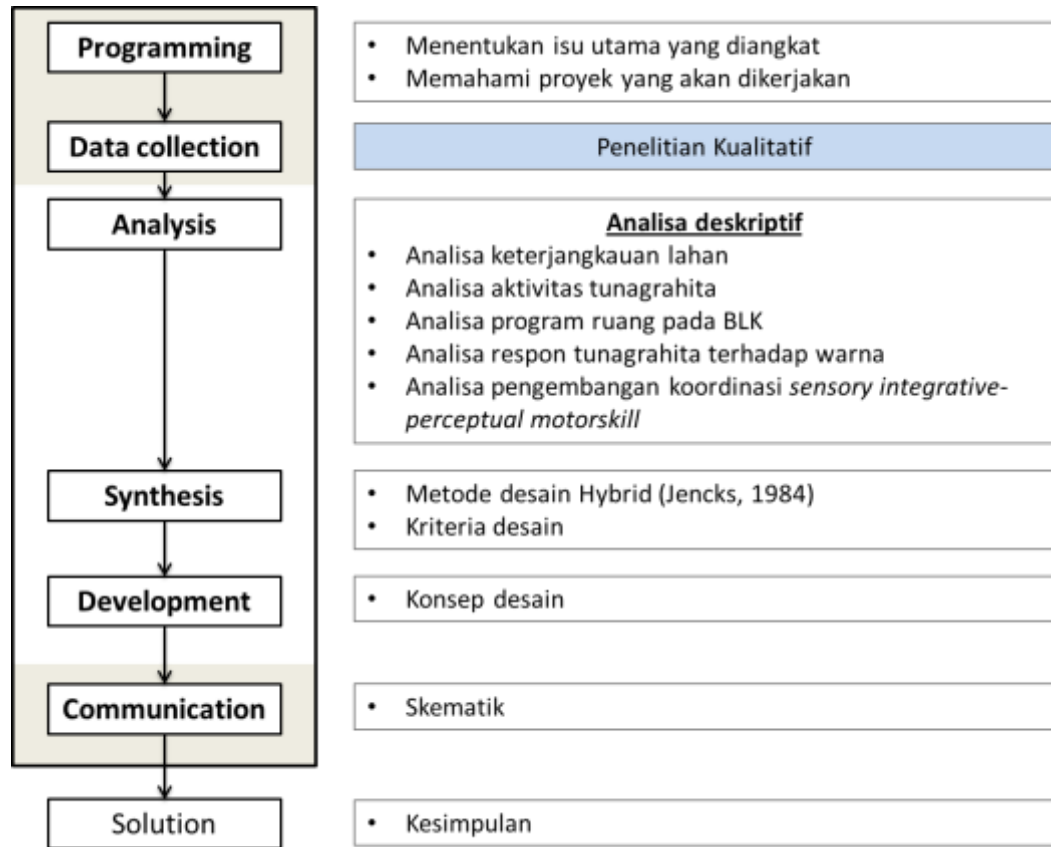 Programming
• Menentukan isu utama yang diangkat
• Memahami proyek yang akan dikerjakan
Data collection
Penelitian Kualitatif
Analysis
Analisa deskriptif
• Analisa keterjangkauan lahan
• Analisa aktivitas tunagrahita
• Analisa program ruang pada BLK
• Analisa respon tunagrahita terhadap warna
• Analisa pengembangan koordinasi sensory integrative-
perceptual motorskill
Synthesis
• Metode desain Hybrid (Jencks, 1984)
• Kriteria desain
Development
• Konsep desain
Communication
• Skematik
Solution
• Kesimpulan